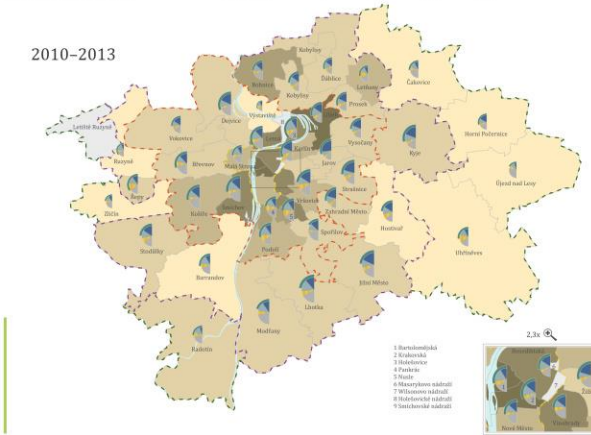 2010–2013
Kobylisy
Bohnice
Kobylisy
Ďáblice
Letňany
Čakovice
Letiště Ruzyně
Dejvice
Výstaviště
Prosek
Vokovice
Vysočany
Kyje
Horní Počernice
Ruzyně
Břevnov
Malá Strana
Karlín
Jarov
Újezd nad Lesy
Řepy
Zličín
Košíře
Smíchov
Vršovice
Strašnice
Zahradní Město
Hostivař
Stodůlky
Podolí
Spořilov
Uhříněves
Barrandov
Jižní Město
Lhotka
Modřany
Radotín
2,3x
1 Bartolomějská
2 Krakovská
3 Holešovice
4 Pankrác
5 Nusle
6 Masarykovo nádraží
7 Wilsonovo nádraží
8 Holešovické nádraží
9 Smíchovské nádraží
Nové Město
Vinohrady